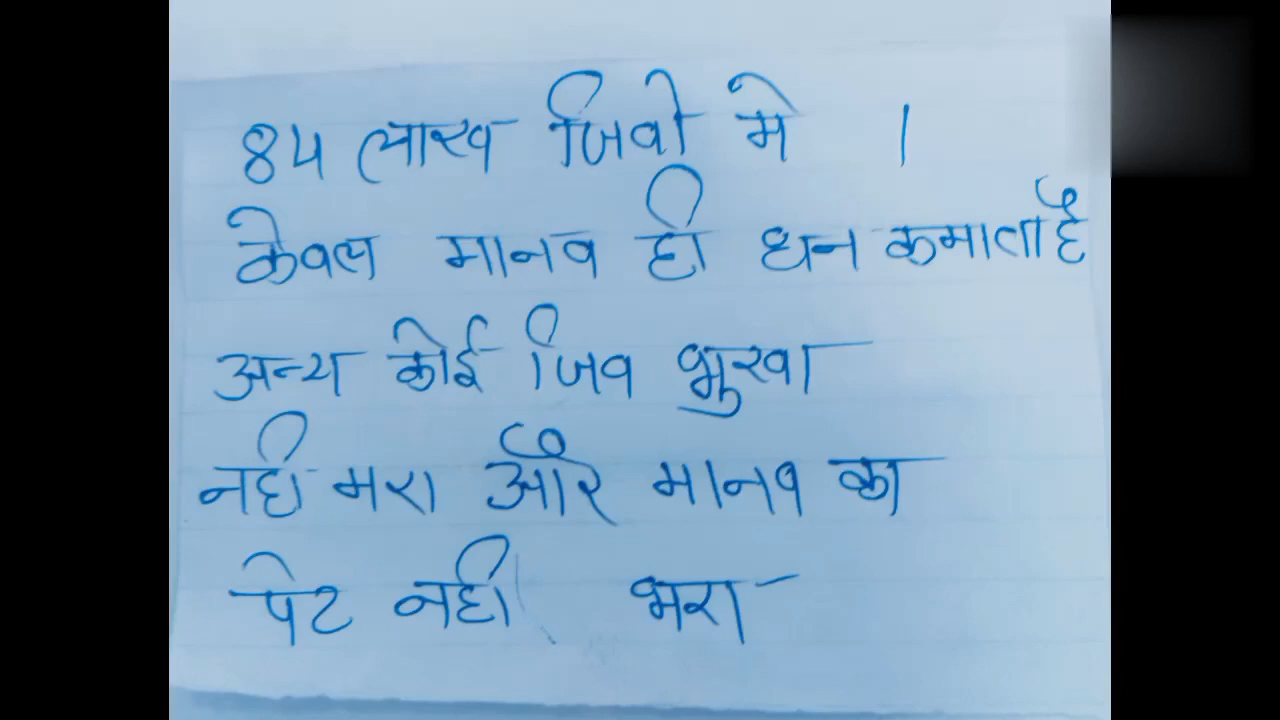 84 लाख जिवो मे ।
केवल मानव ही धन कमाता है
अन्य कोई जिव भुखा
नही मरा और मानव का
पेट नही भरा